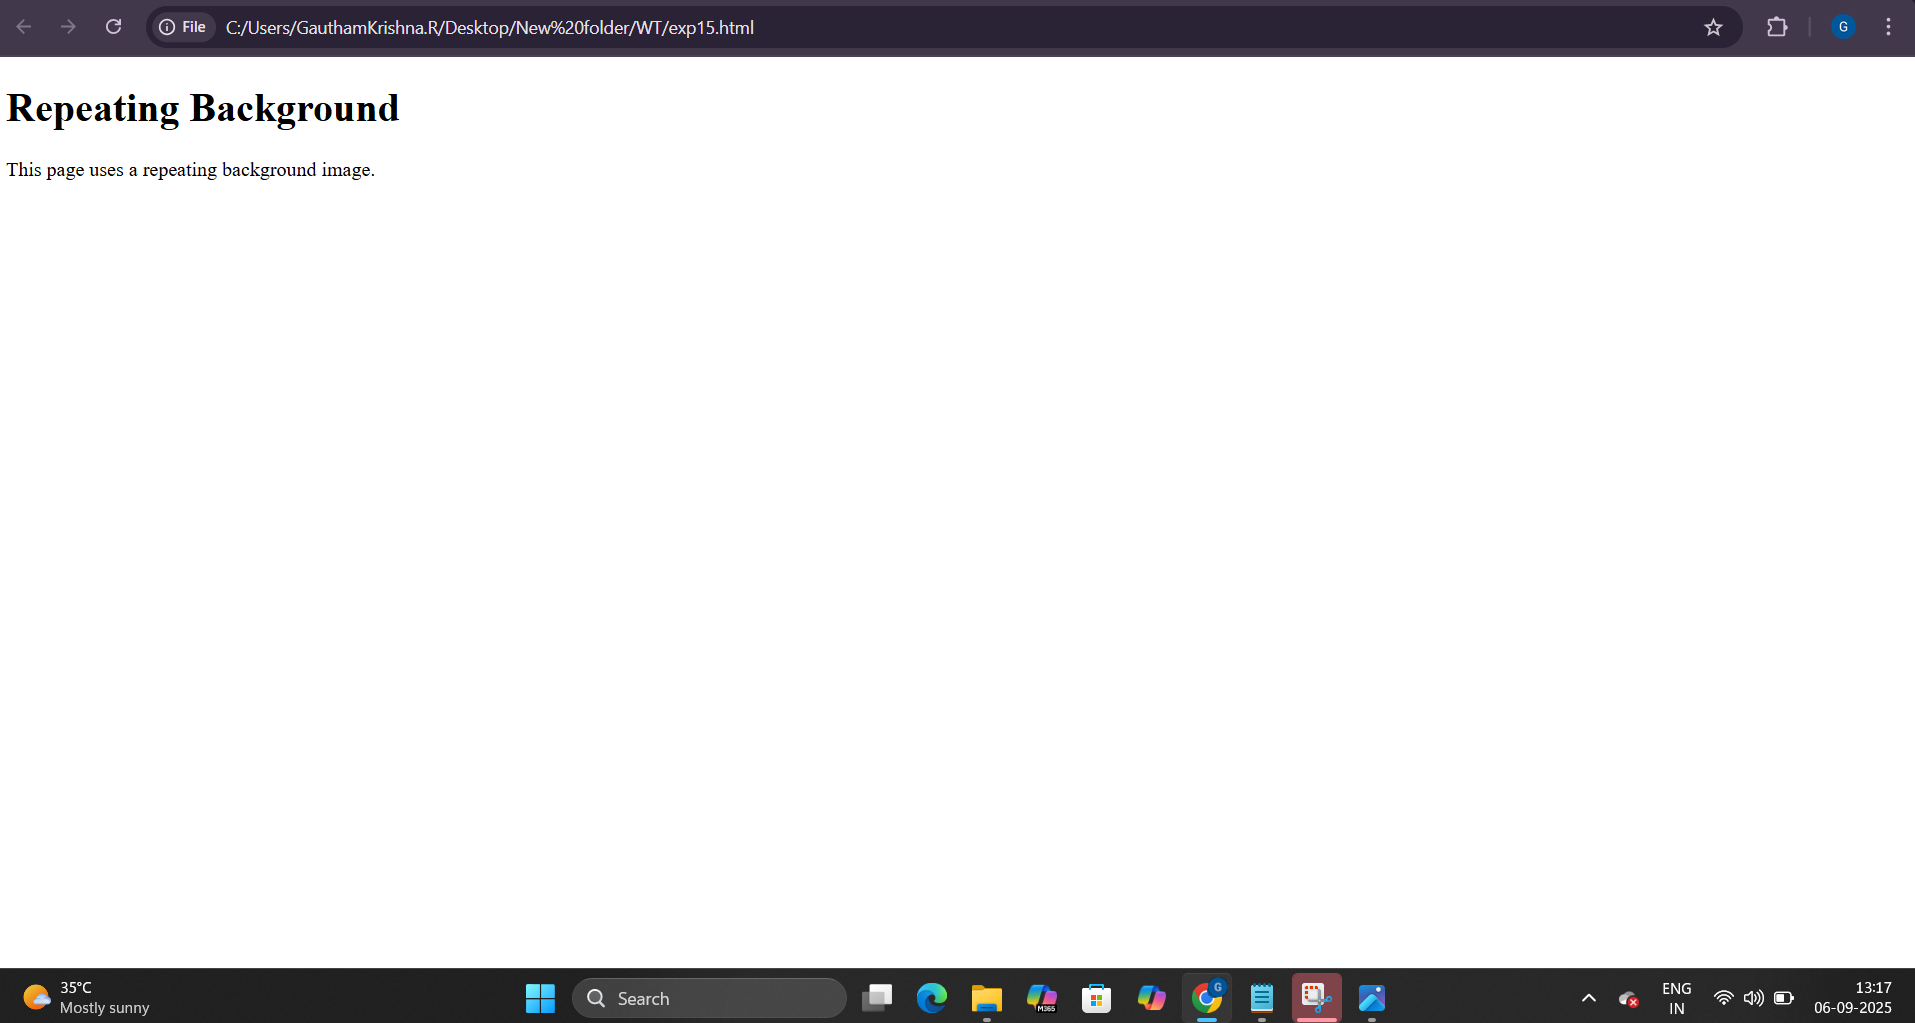 File
C:/Users/GauthamKrishna.R/Desktop/New%20folder/WT/exp15.html
G
Repeating Background
This page uses a repeating background image.
35°C
Mostly sunny
Search
M365
G
ENG
IN
13:17
06-09-2025